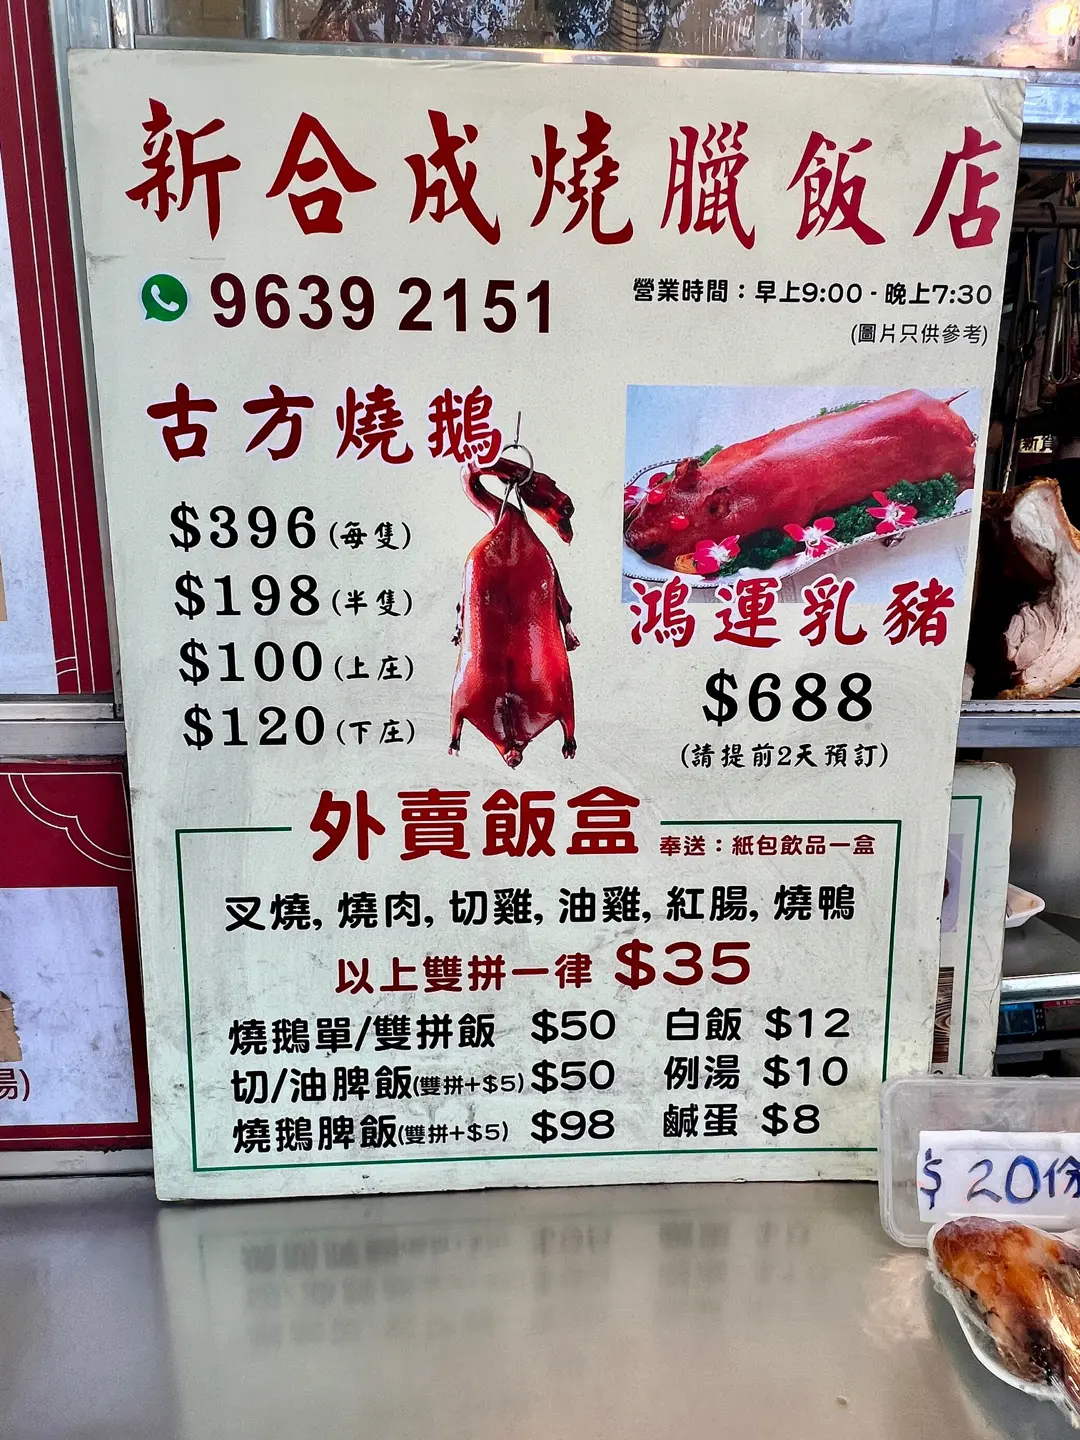 新合成燒臘飯店
9639 2151
營業時間：早上9:00 - 晚上7:30
(圖片只供參考)
古方燒鵝
$396 (每隻)
$198 (半隻)
$100 (上庄)
$120 (下庄)
鴻運乳豬
$688
(請提前2天預訂)
外賣飯盒
奉送：紙包飲品一盒
叉燒, 燒肉, 切雞, 油雞, 紅腸, 燒鴨
以上雙拼一律 $35
燒鵝單/雙拼飯 $50
白飯 $12
切/油脾飯(雙拼+$5) $50
例湯 $10
燒鵝脾飯(雙拼+$5) $98
鹹蛋 $8
$20份
湯)